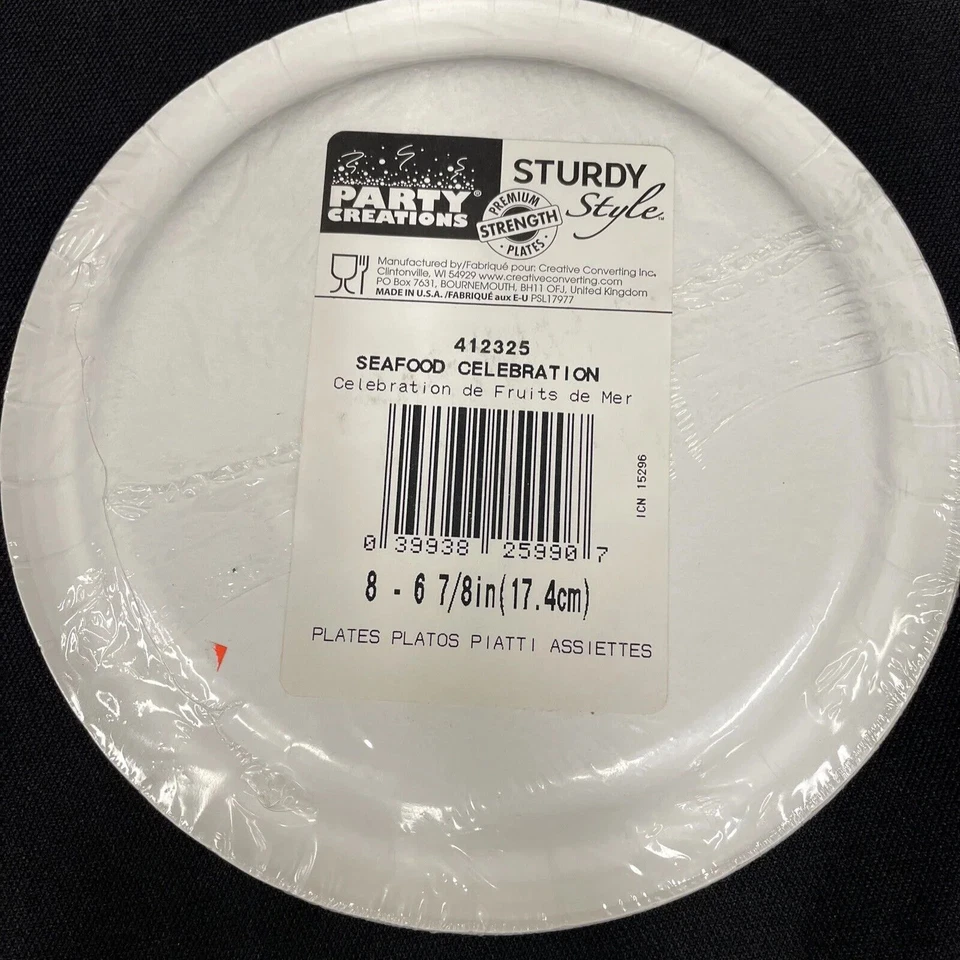 PARTY
CREATIONS®
STURDY
Style™
PREMIUM
STRENGTH
PLATES
Manufactured by/Fabriqué pour: Creative Converting Inc.
Clintonville, WI 54929 www.creativeconverting.com
PO Box 7631, BOURNEMOUTH, BH11 OFJ, United Kingdom
MADE IN U.S.A. /FABRIQUÉ aux E-U PSL17977
412325
SEAFOOD CELEBRATION
Celebration de Fruits de Mer
ICN 15296
0 39938 25990 7
8 - 6 7/8in(17.4cm)
PLATES PLATOS PIATTI ASSIETTES